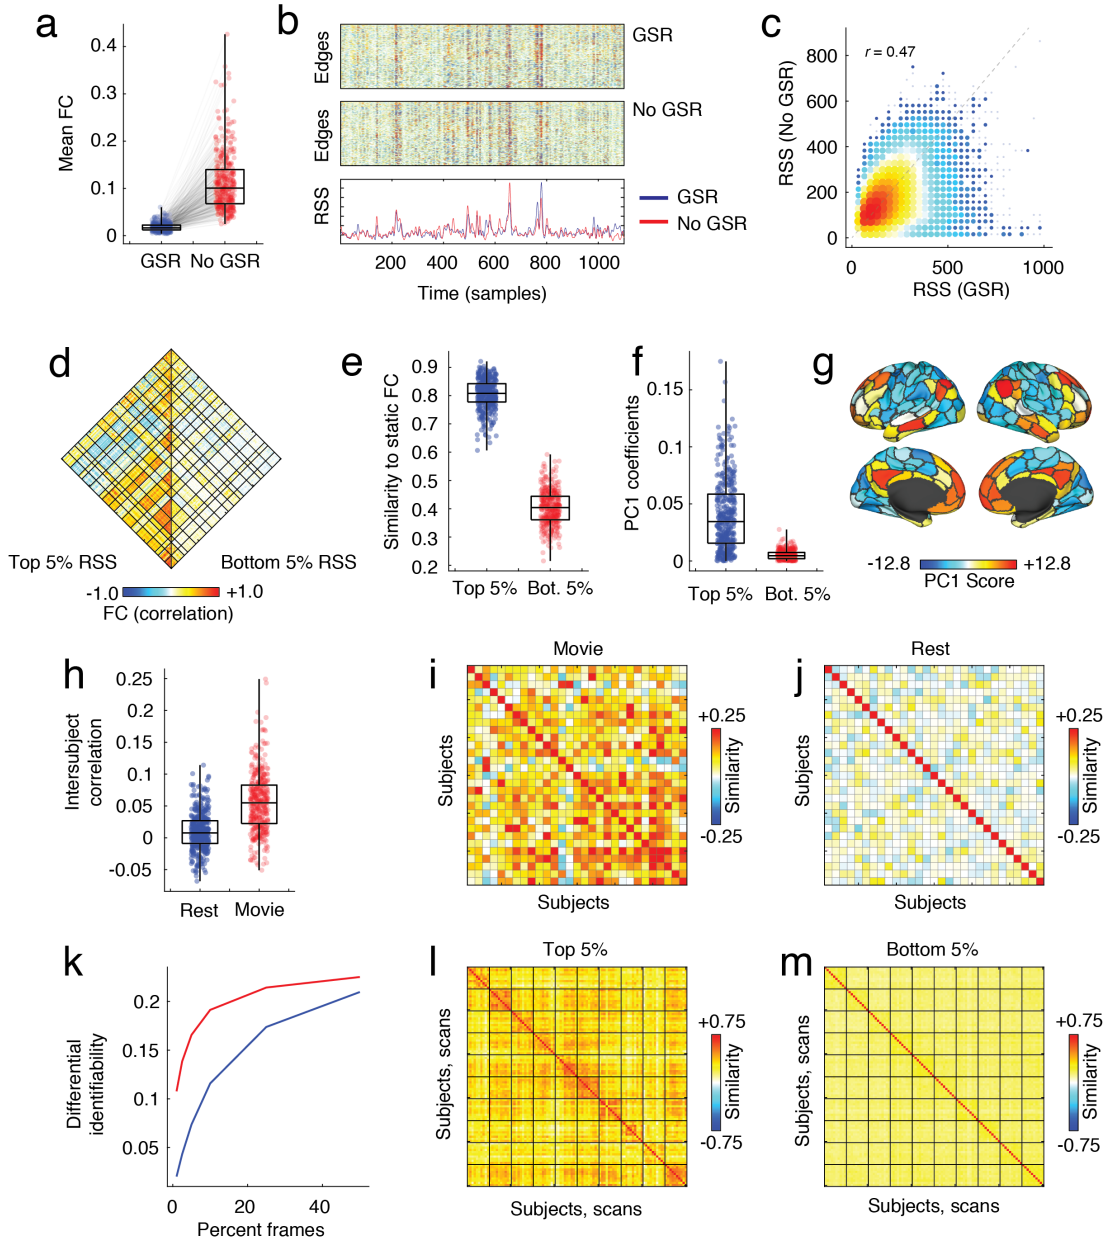 a
Mean FC
0.4
0.3
0.2
0.1
0
GSR No GSR
b
Edges
GSR
Edges
No GSR
RSS
GSR
No GSR
200 400 600 800 1000
Time (samples)
c
r = 0.47
RSS (No GSR)
800
600
400
200
0
0 500 1000
RSS (GSR)
d
Top 5% RSS
Bottom 5% RSS
-1.0 +1.0
FC (correlation)
e
Similarity to static FC
0.9
0.8
0.7
0.6
0.5
0.4
0.3
0.2
Top 5% Bot. 5%
f
PC1 coefficients
0.15
0.1
0.05
0
Top 5% Bot. 5%
g
-12.8 +12.8
PC1 Score
h
Intersubject
correlation
0.25
0.2
0.15
0.1
0.05
0
-0.05
Rest Movie
i
Movie
Subjects
Subjects
+0.25
Similarity
-0.25
j
Rest
Subjects
Subjects
+0.25
Similarity
-0.25
k
Differential
identifiability
0.2
0.15
0.1
0.05
0 20 40
Percent frames
l
Top 5%
Subjects, scans
Subjects, scans
+0.75
Similarity
-0.75
m
Bottom 5%
Subjects, scans
Subjects, scans
+0.75
Similarity
-0.75